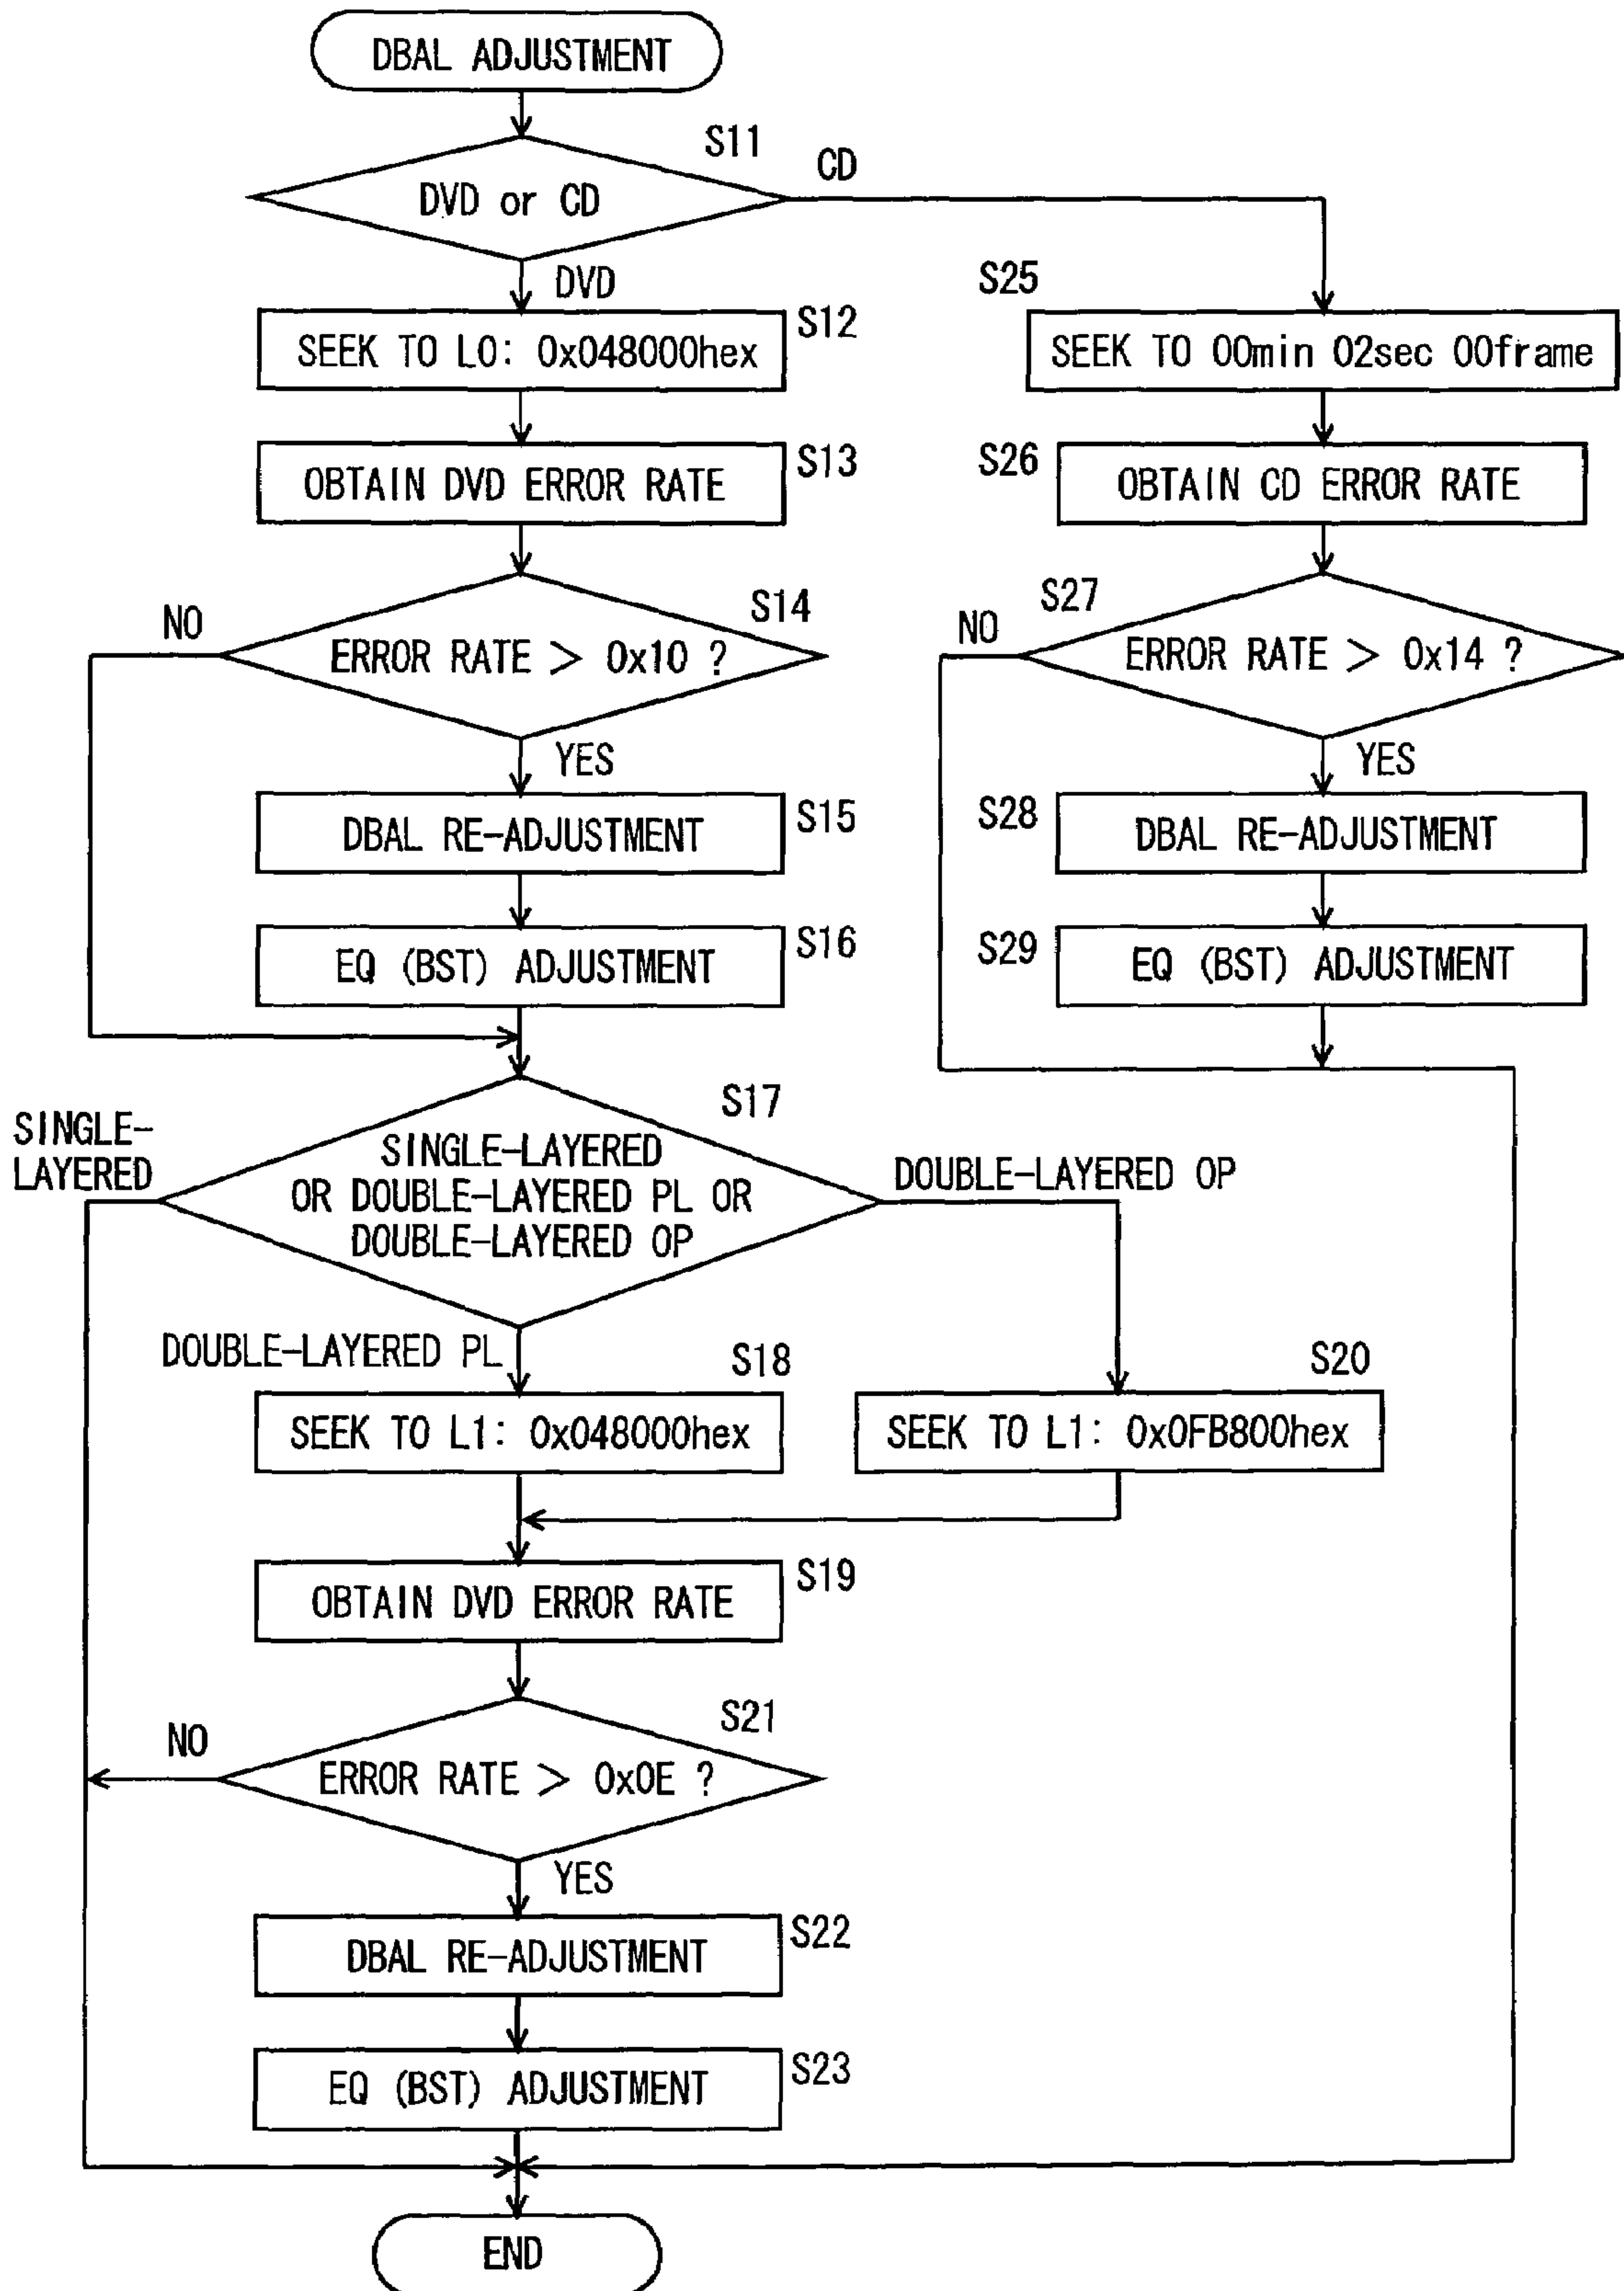 DBAL ADJUSTMENT
S11
CD
DVD or CD
DVD
S12
SEEK TO L0: 0x048000hex
S25
SEEK TO 00min 02sec 00frame
S13
OBTAIN DVD ERROR RATE
S26
OBTAIN CD ERROR RATE
S14
NO
ERROR RATE > 0x10 ?
YES
S27
NO
ERROR RATE > 0x14 ?
YES
S15
DBAL RE-ADJUSTMENT
S28
DBAL RE-ADJUSTMENT
S16
EQ (BST) ADJUSTMENT
S29
EQ (BST) ADJUSTMENT
S17
SINGLE-
LAYERED
SINGLE-LAYERED
OR DOUBLE-LAYERED PL OR
DOUBLE-LAYERED OP
DOUBLE-LAYERED OP
DOUBLE-LAYERED PL
S18
SEEK TO L1: 0x048000hex
S20
SEEK TO L1: 0x0FB800hex
S19
OBTAIN DVD ERROR RATE
S21
NO
ERROR RATE > 0x0E ?
YES
S22
DBAL RE-ADJUSTMENT
S23
EQ (BST) ADJUSTMENT
END